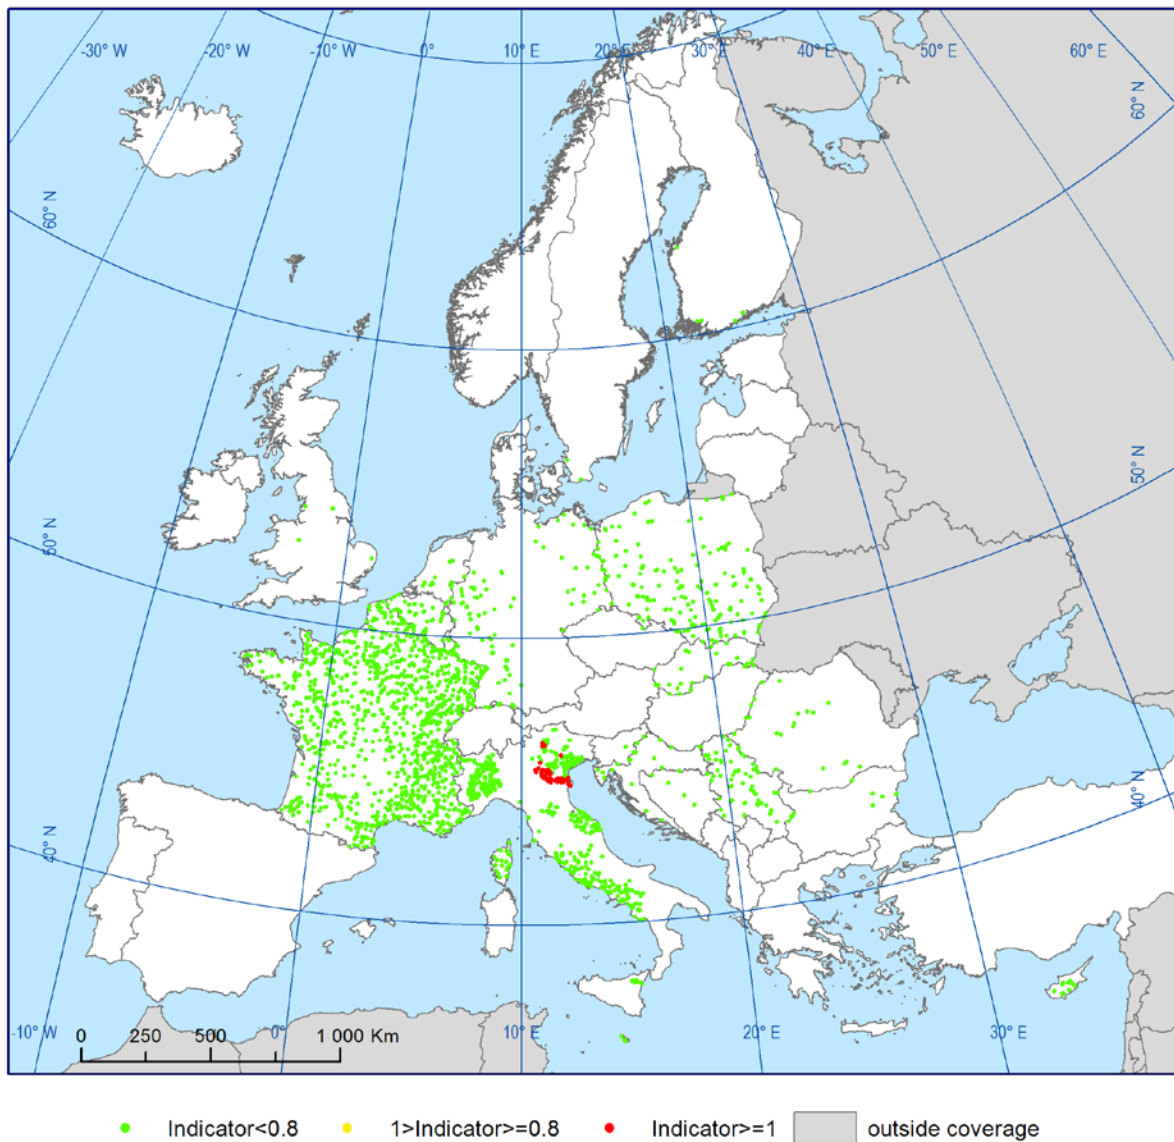 -30° W -20° W -10° W 0° 10° E 20° E 30° E 40° E 50° E 60° E
60° N
60° N
50° N
50° N
40° N
40° N
-10° W 0° 10° E 20° E 30° E
0 250 500 1 000 Km
Indicator<0.8 1>Indicator>=0.8 Indicator>=1 outside coverage